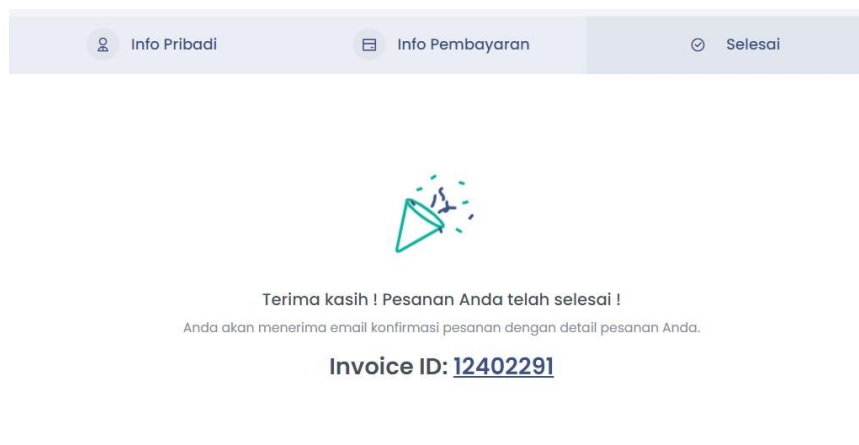 Info Pribadi
Info Pembayaran
Selesai
Terima kasih ! Pesanan Anda telah selesai !
Anda akan menerima email konfirmasi pesanan dengan detail pesanan Anda.
Invoice ID: 12402291